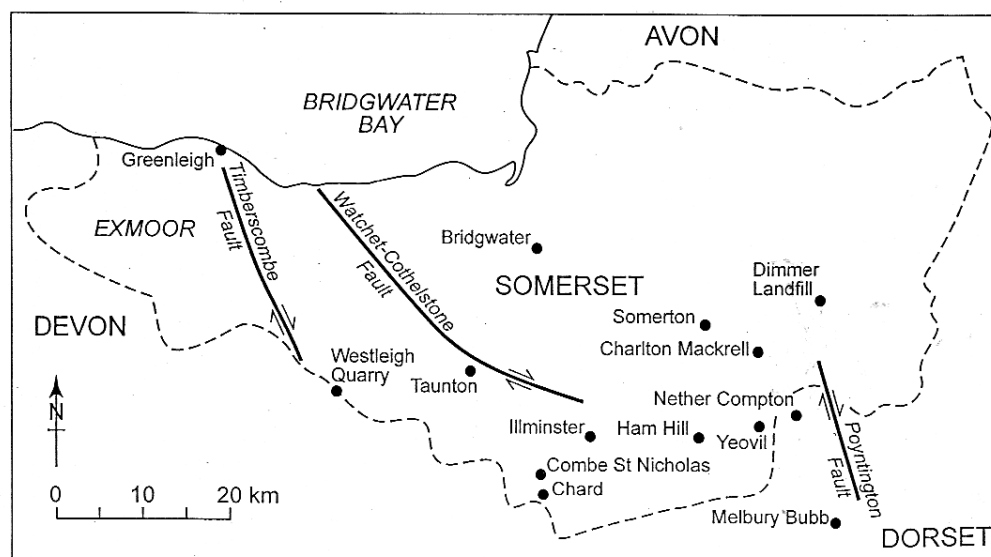 AVON
BRIDGWATER
BAY
Greenleigh
Timberscombe
Fault
Watchet-Cothelstone
Fault
EXMOOR
Bridgwater
SOMERSET
Dimmer
Landfill
Somerton
Charlton Mackrell
DEVON
Westleigh
Quarry
Taunton
Nether Compton
Illminster
Ham Hill
Yeovil
Poyntington
Fault
Combe St Nicholas
Chard
Melbury Bubb
DORSET
N
0 10 20 km